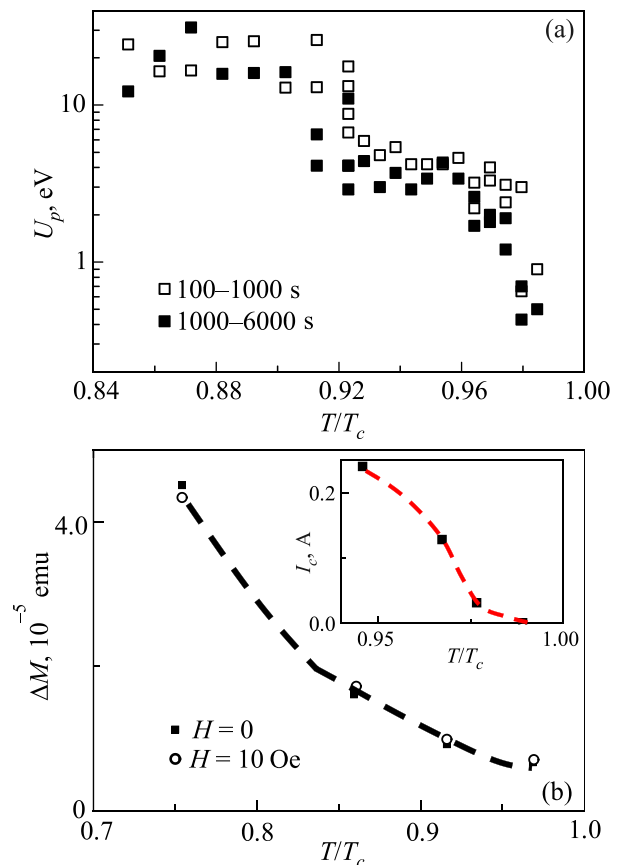 (a)
10
1
U_p, eV
100–1000 s
1000–6000 s
0.84 0.88 0.92 0.96 1.00
T/T_c
4.0
0
ΔM, 10^−5 emu
0.2
0.0
I_c, A
0.95 1.00
T/T_c
H = 0
H = 10 Oe
(b)
0.7 0.8 0.9 1.0
T/T_c